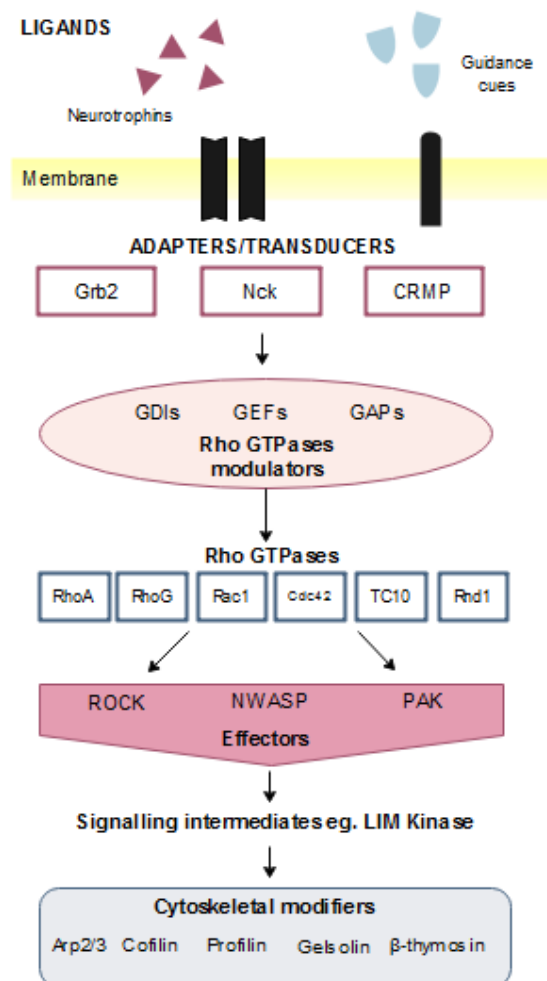 LIGANDS
Guidance
cues
Neurotrophins
Membrane
ADAPTERS/TRANSDUCERS
Grb2 Nck CRMP
GDIs GEFs GAPs
Rho GTPases
modulators
Rho GTPases
RhoA RhoG Rac1 Cdc42 TC10 Rnd1
ROCK NWASP PAK
Effectors
Signalling intermediates eg. LIM Kinase
Cytoskeletal modifiers
Arp2/3 Cofilin Profilin Gelsolin β-thymosin